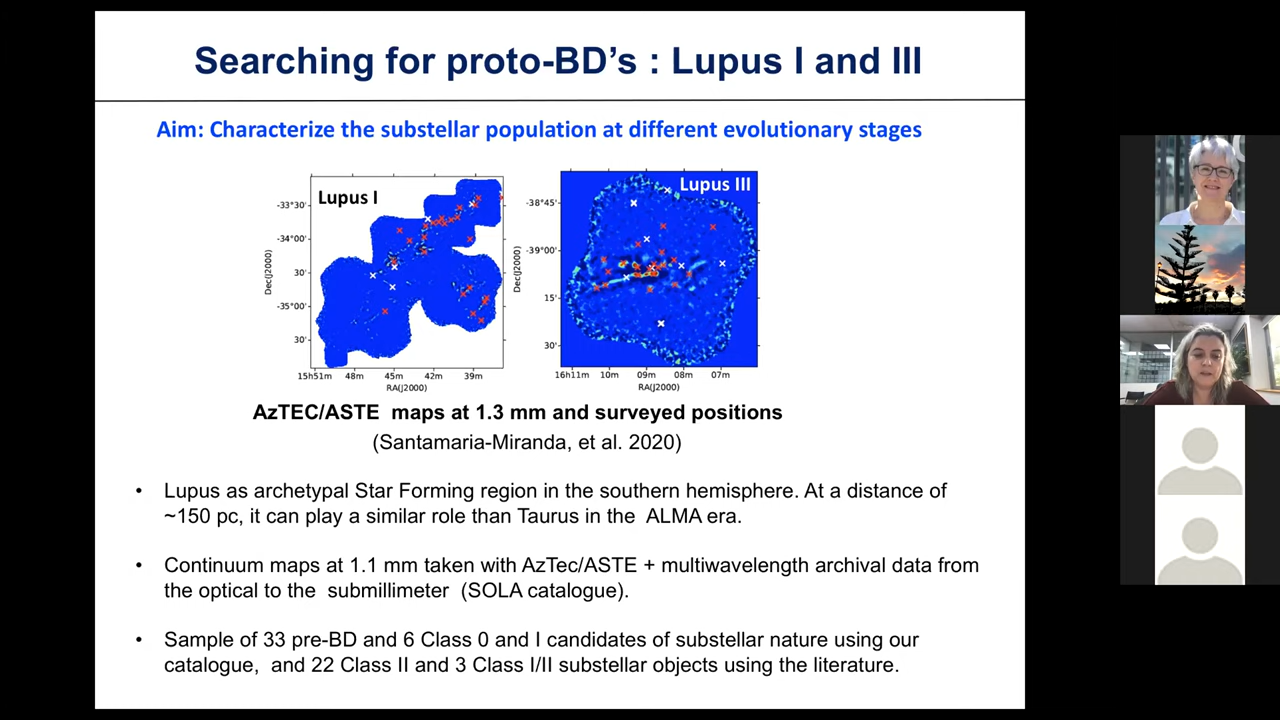 Searching for proto-BD’s : Lupus I and III
Aim: Characterize the substellar population at different evolutionary stages
Lupus I
-33°30'
-34°00'
30'
-35°00'
30'
Dec(J2000)
15h51m 48m 45m 42m 39m
RA(J2000)
Lupus III
-38°45'
-39°00'
15'
30'
Dec(J2000)
16h11m 10m 09m 08m 07m
RA(J2000)
AzTEC/ASTE maps at 1.3 mm and surveyed positions
(Santamaria-Miranda, et al. 2020)
• Lupus as archetypal Star Forming region in the southern hemisphere. At a distance of
~150 pc, it can play a similar role than Taurus in the ALMA era.
• Continuum maps at 1.1 mm taken with AzTec/ASTE + multiwavelength archival data from
the optical to the submillimeter (SOLA catalogue).
• Sample of 33 pre-BD and 6 Class 0 and I candidates of substellar nature using our
catalogue, and 22 Class II and 3 Class I/II substellar objects using the literature.